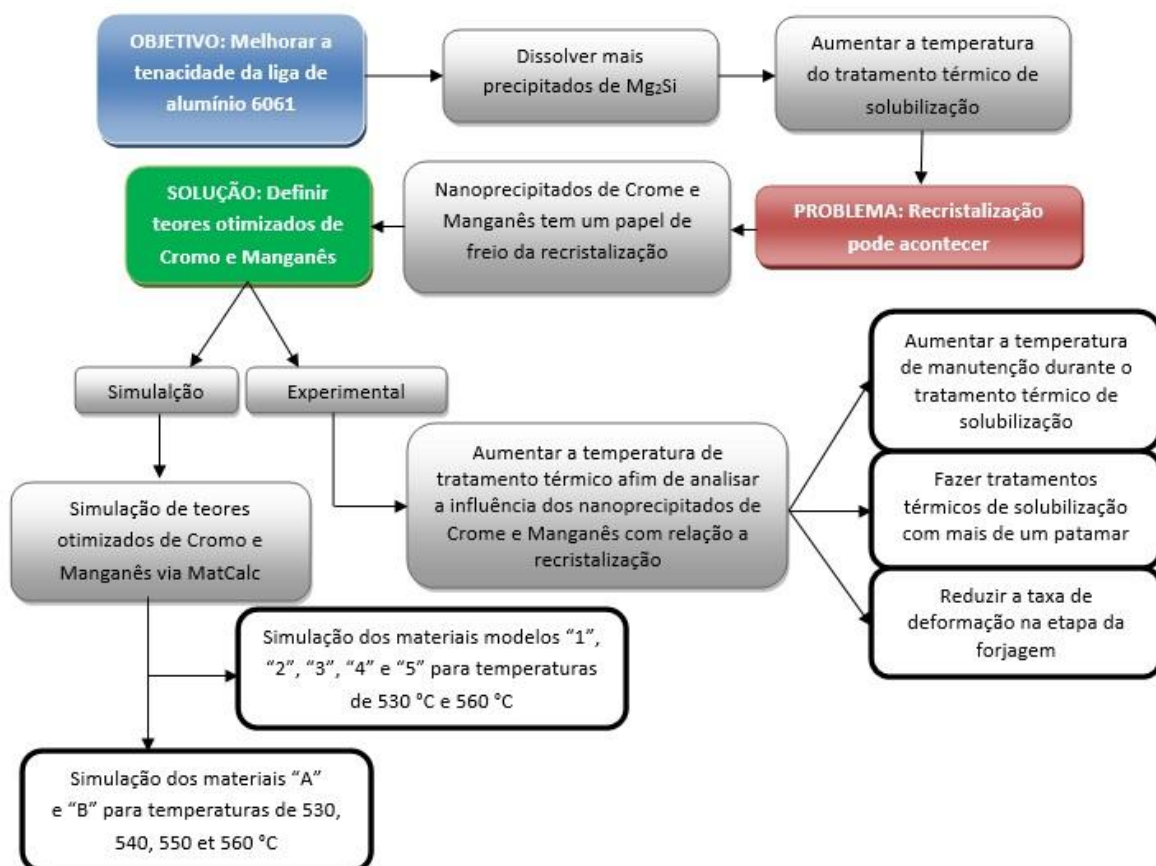 OBJETIVO: Melhorar a
tenacidade da liga de
alumínio 6061
Dissolver mais
precipitados de Mg₂Si
Aumentar a temperatura
do tratamento térmico de
solubilização
PROBLEMA: Recristalização
pode acontecer
Nanoprecipitados de Crome e
Manganês tem um papel de
freio da recristalização
SOLUÇÃO: Definir
teores otimizados de
Cromo e Manganês
Simulalção
Experimental
Simulação de teores
otimizados de Cromo e
Manganês via MatCalc
Aumentar a temperatura de
tratamento térmico afim de analisar
a influência dos nanoprecipitados de
Crome e Manganês com relação a
recristalização
Aumentar a temperatura
de manutenção durante o
tratamento térmico de
solubilização
Fazer tratamentos
térmicos de solubilização
com mais de um patamar
Reduzir a taxa de
deformação na etapa da
forjagem
Simulação dos materiais modelos “1”,
“2”, “3”, “4” e “5” para temperaturas
de 530 °C e 560 °C
Simulação dos materiais “A”
e “B” para temperaturas de 530,
540, 550 et 560 °C